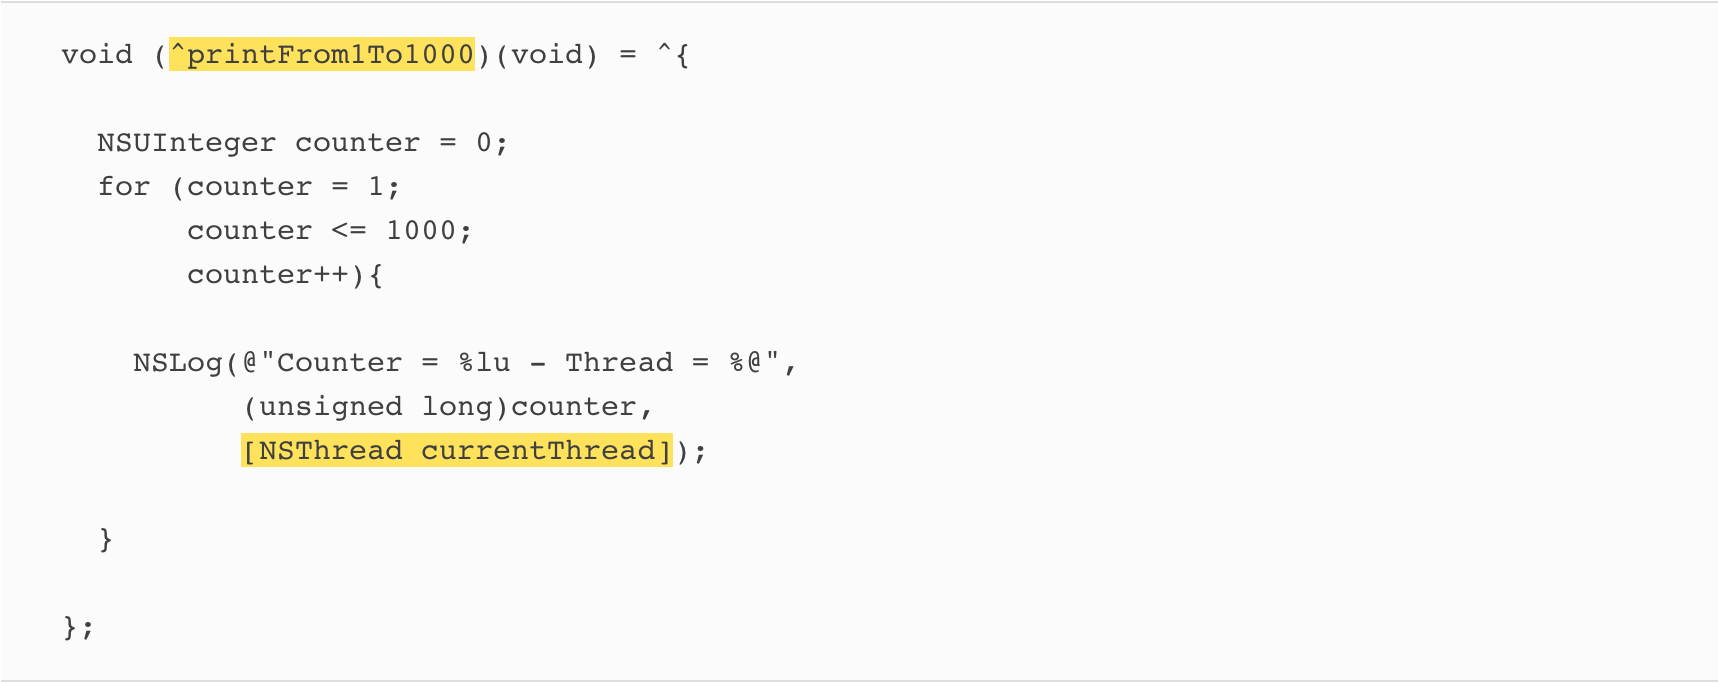 void (^printFrom1To1000)(void) = ^{
NSUInteger counter = 0;
for (counter = 1;
counter <= 1000;
counter++){
NSLog(@"Counter = %lu - Thread = %@",
(unsigned long)counter,
[NSThread currentThread]);
}
};